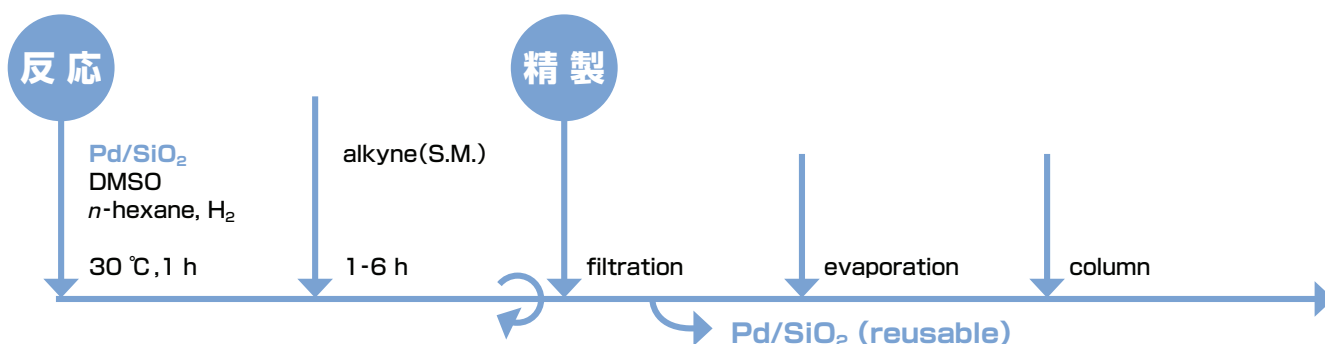 反応
精製
Pd/SiO₂
DMSO
n-hexane, H₂
30 ℃,1 h
alkyne(S.M.)
1-6 h
filtration
evaporation
column
Pd/SiO₂ (reusable)